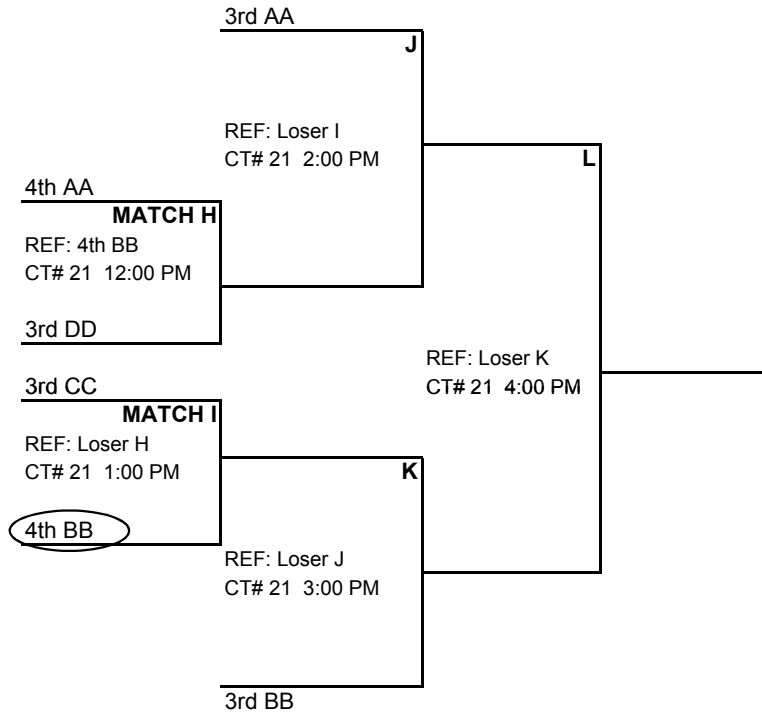 3rd AA
J
REF: Loser I
CT# 21 2:00 PM
L
4th AA
MATCH H
REF: 4th BB
CT# 21 12:00 PM
3rd DD
REF: Loser K
CT# 21 4:00 PM
3rd CC
MATCH I
REF: Loser H
CT# 21 1:00 PM
K
4th BB
REF: Loser J
CT# 21 3:00 PM
3rd BB